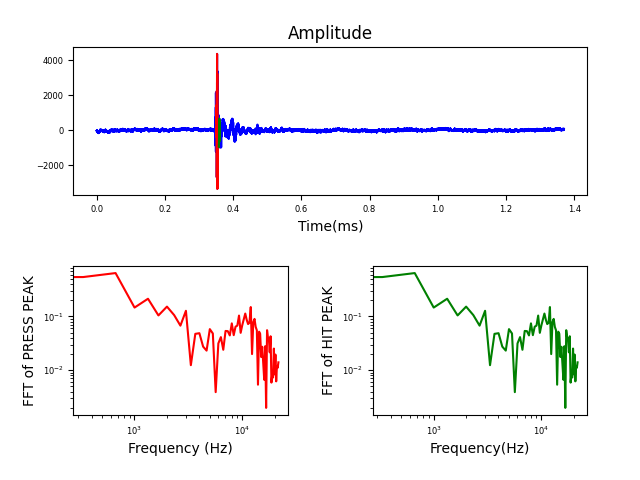 Amplitude
4000
2000
0
−2000
0.0 0.2 0.4 0.6 0.8 1.0 1.2 1.4
Time(ms)
FFT of PRESS PEAK
10⁻¹
10⁻²
10³ 10⁴
Frequency (Hz)
FFT of HIT PEAK
10⁻¹
10⁻²
10³ 10⁴
Frequency(Hz)